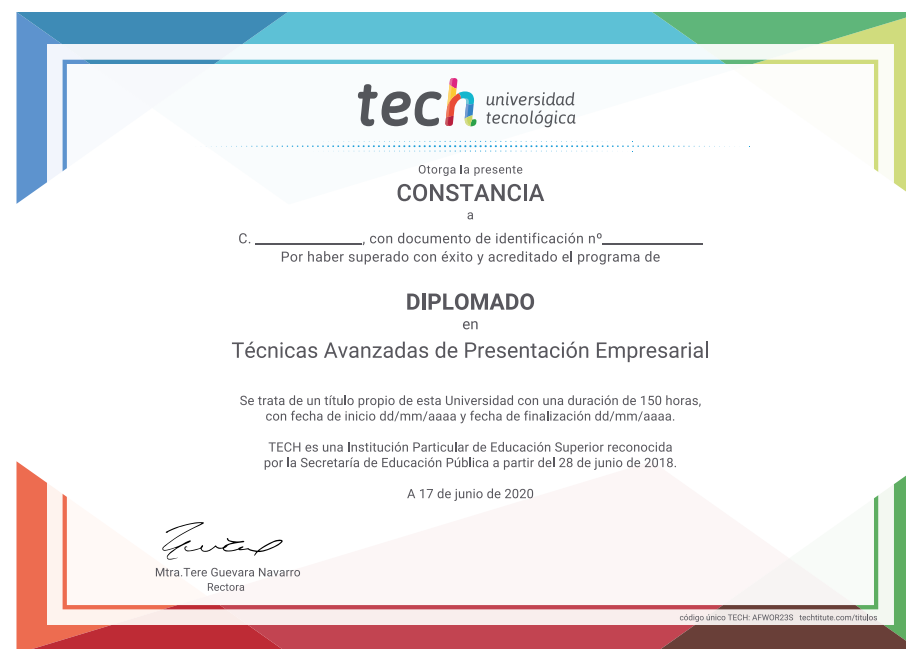 tech universidad
tecnológica
Otorga la presente
CONSTANCIA
a
C. ______________, con documento de identificación nº_____________
Por haber superado con éxito y acreditado el programa de
DIPLOMADO
en
Técnicas Avanzadas de Presentación Empresarial
Se trata de un título propio de esta Universidad con una duración de 150 horas,
con fecha de inicio dd/mm/aaaa y fecha de finalización dd/mm/aaaa.
TECH es una Institución Particular de Educación Superior reconocida
por la Secretaría de Educación Pública a partir del 28 de junio de 2018.
A 17 de junio de 2020
Mtra.Tere Guevara Navarro
Rectora
código único TECH: AFWOR23S techtitute.com/titulos